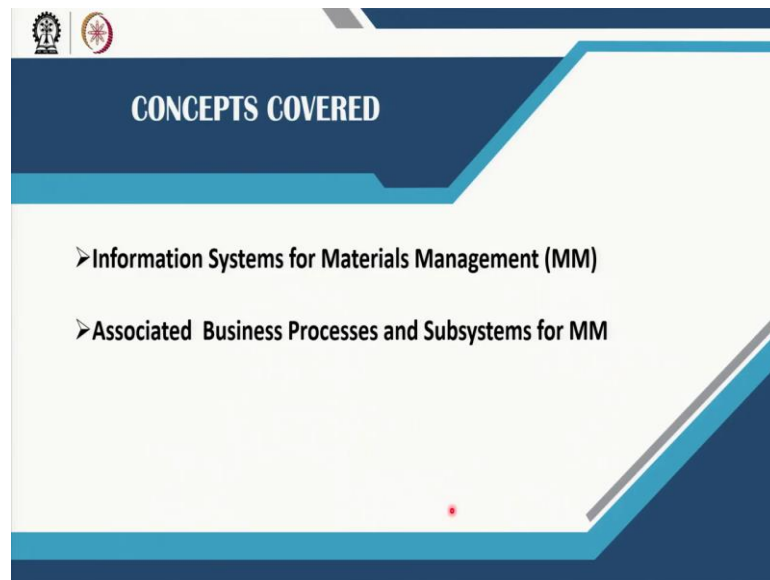 CONCEPTS COVERED
➢Information Systems for Materials Management (MM)
➢Associated Business Processes and Subsystems for MM